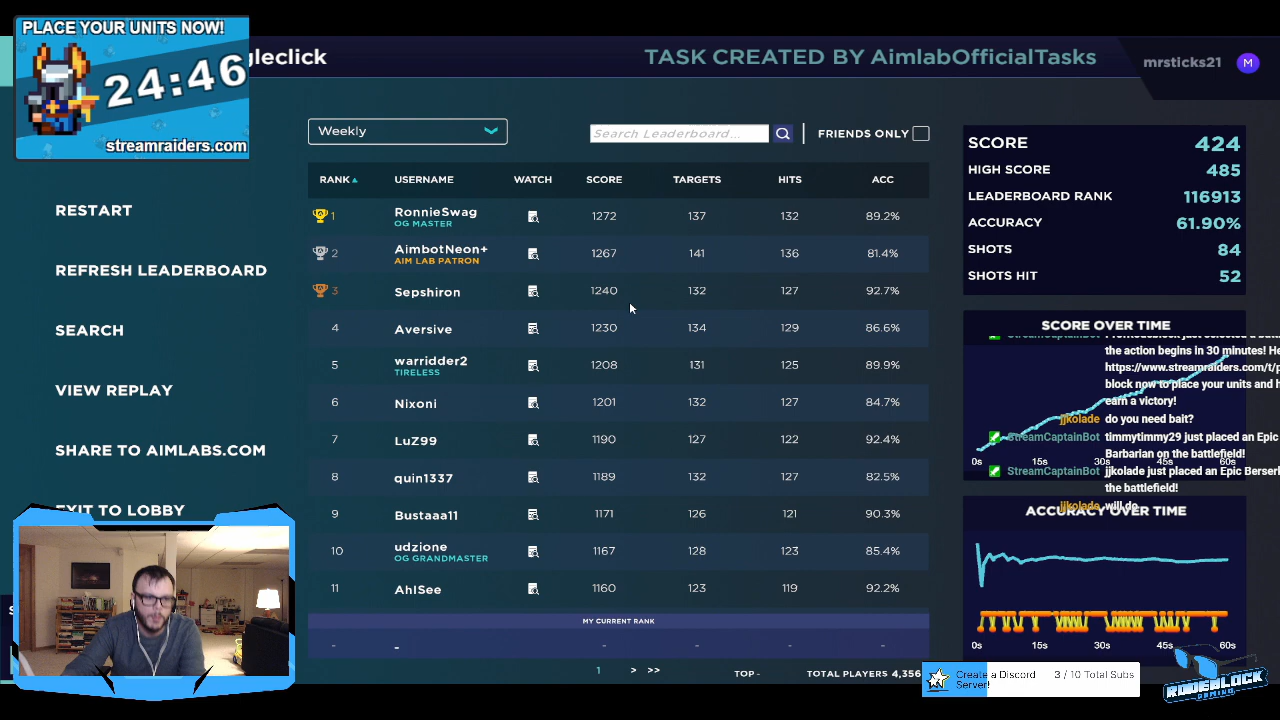 PLACE YOUR UNITS NOW!
24:46
streamraiders.com
gleclick
TASK CREATED BY AimlabOfficialTasks
mrsticks21
M
Weekly
Search Leaderboard...
FRIENDS ONLY
RESTART
REFRESH LEADERBOARD
SEARCH
VIEW REPLAY
SHARE TO AIMLABS.COM
EXIT TO LOBBY
RANK USERNAME WATCH SCORE TARGETS HITS ACC
1 RonnieSwag 1272 137 132 89.2%
OG MASTER
2 AimbotNeon+ 1267 141 136 81.4%
AIM LAB PATRON
3 Sepshiron 1240 132 127 92.7%
4 Aversive 1230 134 129 86.6%
5 warridder2 1208 131 125 89.9%
TIRELESS
6 Nixoni 1201 132 127 84.7%
7 LuZ99 1190 127 122 92.4%
8 quin1337 1189 132 127 82.5%
9 Bustaaa11 1171 126 121 90.3%
10 udzione 1167 128 123 85.4%
OG GRANDMASTER
11 AhISee 1160 123 119 92.2%
MY CURRENT RANK
- - - - - -
1 > >>
TOP -
TOTAL PLAYERS 4,356
SCORE 424
HIGH SCORE 485
LEADERBOARD RANK 116913
ACCURACY 61.90%
SHOTS 84
SHOTS HIT 52
SCORE OVER TIME
the action begins in 30 minutes! He
https://www.streamraiders.com/t/p
block now to place your units and h
earn a victory!
jjkolade do you need bait?
StreamCaptainBot timmytimmy29 just placed an Epic
Barbarian on the battlefield!
0s 15s 30s 45s 60s
StreamCaptainBot jjkolade just placed an Epic Berserk
the battlefield!
jjkolade will do
ACCURACY OVER TIME
0s 15s 30s 45s 60s
Create a Discord
Server!
3 / 10 Total Subs
RODEBLOCK
GAMING